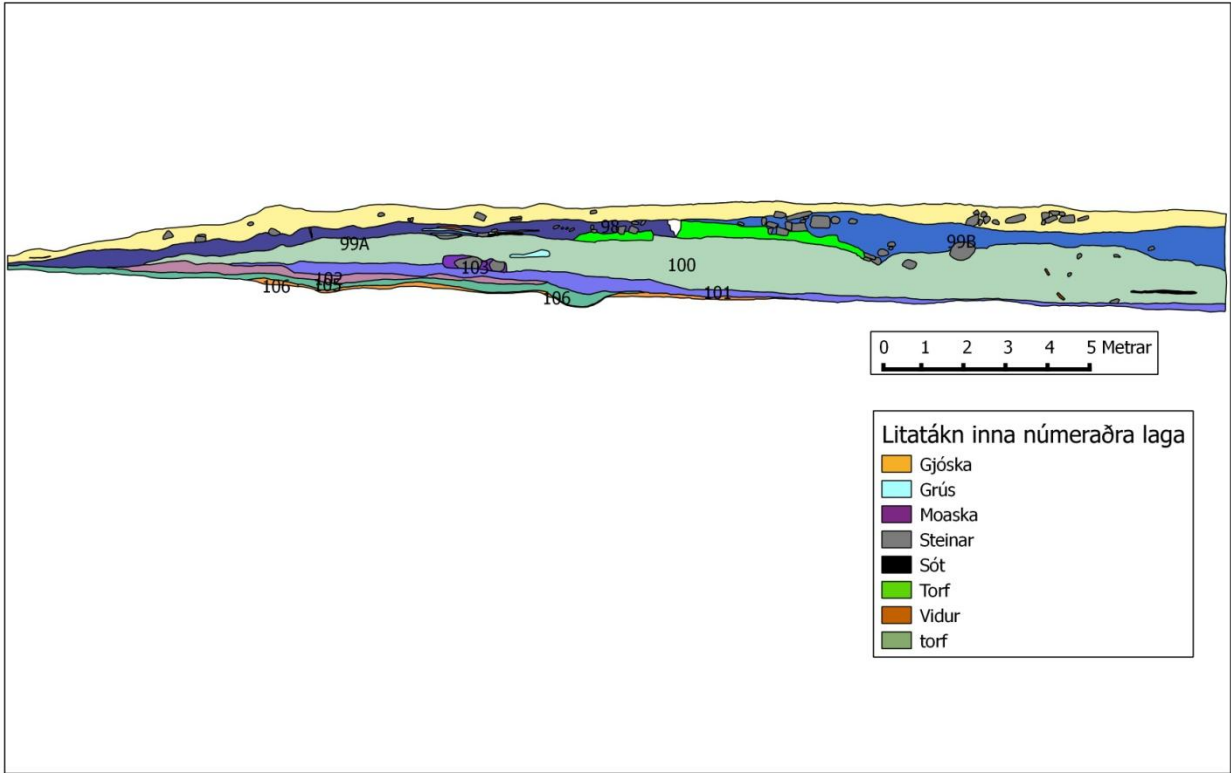 98
99A
99B
103
100
102
105
106
106
101
0 1 2 3 4 5 Metrar
Litatákn inna númeraðra laga
Gjóska
Grús
Moaska
Steinar
Sót
Torf
Vidur
torf